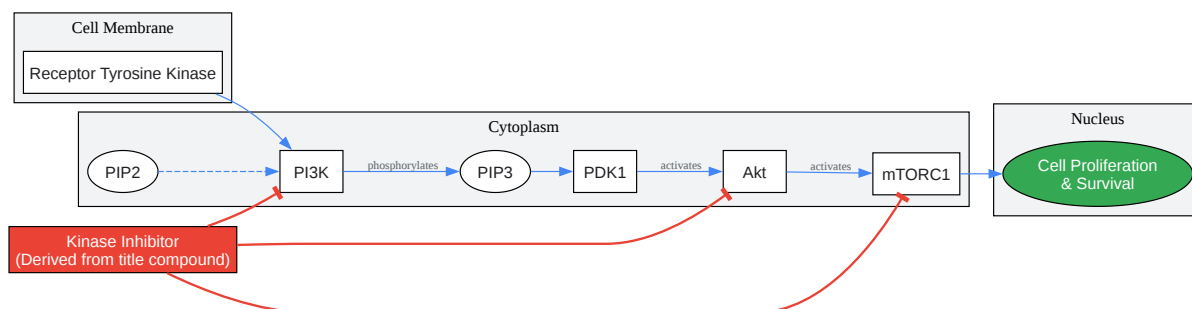 Cell Membrane
Receptor Tyrosine Kinase
Cytoplasm
Nucleus
PIP2
PI3K
phosphorylates
PIP3
PDK1
activates
Akt
activates
mTORC1
Cell Proliferation
& Survival
Kinase Inhibitor
(Derived from title compound)